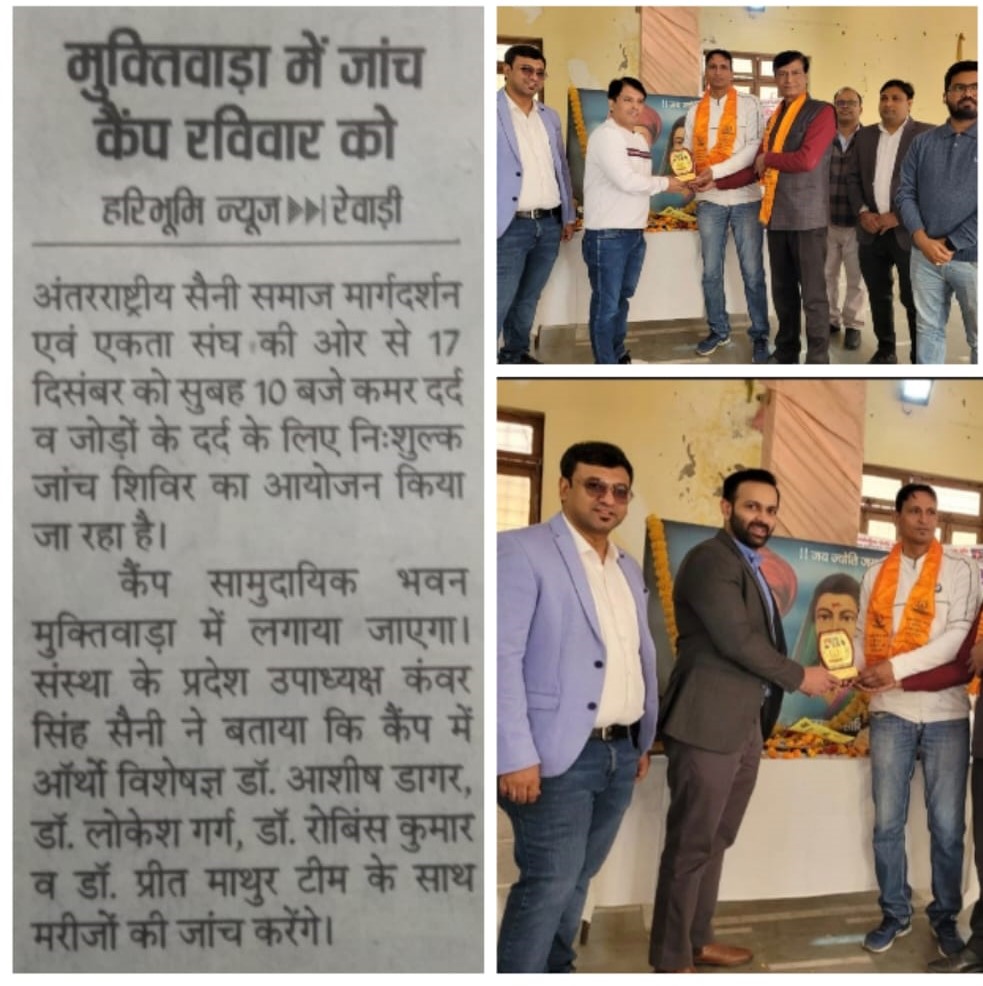 मुक्तिवाड़ा में जांच
कैंप रविवार को
हरिभूमि न्यूज▶▶|रेवाड़ी
अंतरराष्ट्रीय सैनी समाज मार्गदर्शन
एवं एकता संघ की ओर से 17
दिसंबर को सुबह 10 बजे कमर दर्द
व जोड़ों के दर्द के लिए निःशुल्क
जांच शिविर का आयोजन किया
जा रहा है।
कैंप सामुदायिक भवन
मुक्तिवाड़ा में लगाया जाएगा।
संस्था के प्रदेश उपाध्यक्ष कंवर
सिंह सैनी ने बताया कि कैंप में
ऑर्थो विशेषज्ञ डॉ. आशीष डागर,
डॉ. लोकेश गर्ग, डॉ. रोबिंस कुमार
व डॉ. प्रीत माथुर टीम के साथ
मरीजों की जांच करेंगे।
!! जय
!! जय ज्योति जय